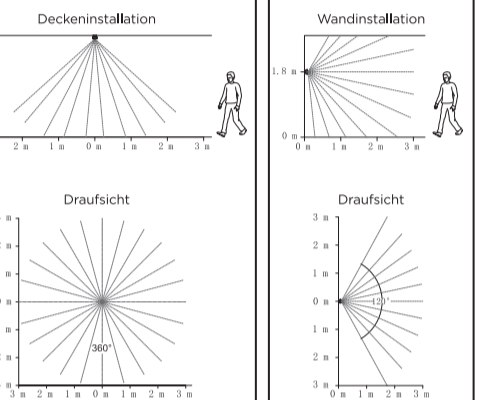 Deckeninstallation
2 m 1 m 0 m 1 m 2 m 3 m
Draufsicht
m
m
m
0 m
m
m
m
360°
3 m 2 m 1 m 0 m 1 m 2 m 3 m
Wandinstallation
1.8 m
0 m
0 m 1 m 2 m 3 m
Draufsicht
3 m
2 m
1 m
0 m
120°
1 m
2 m
3 m
0 m 1 m 2 m 3 m